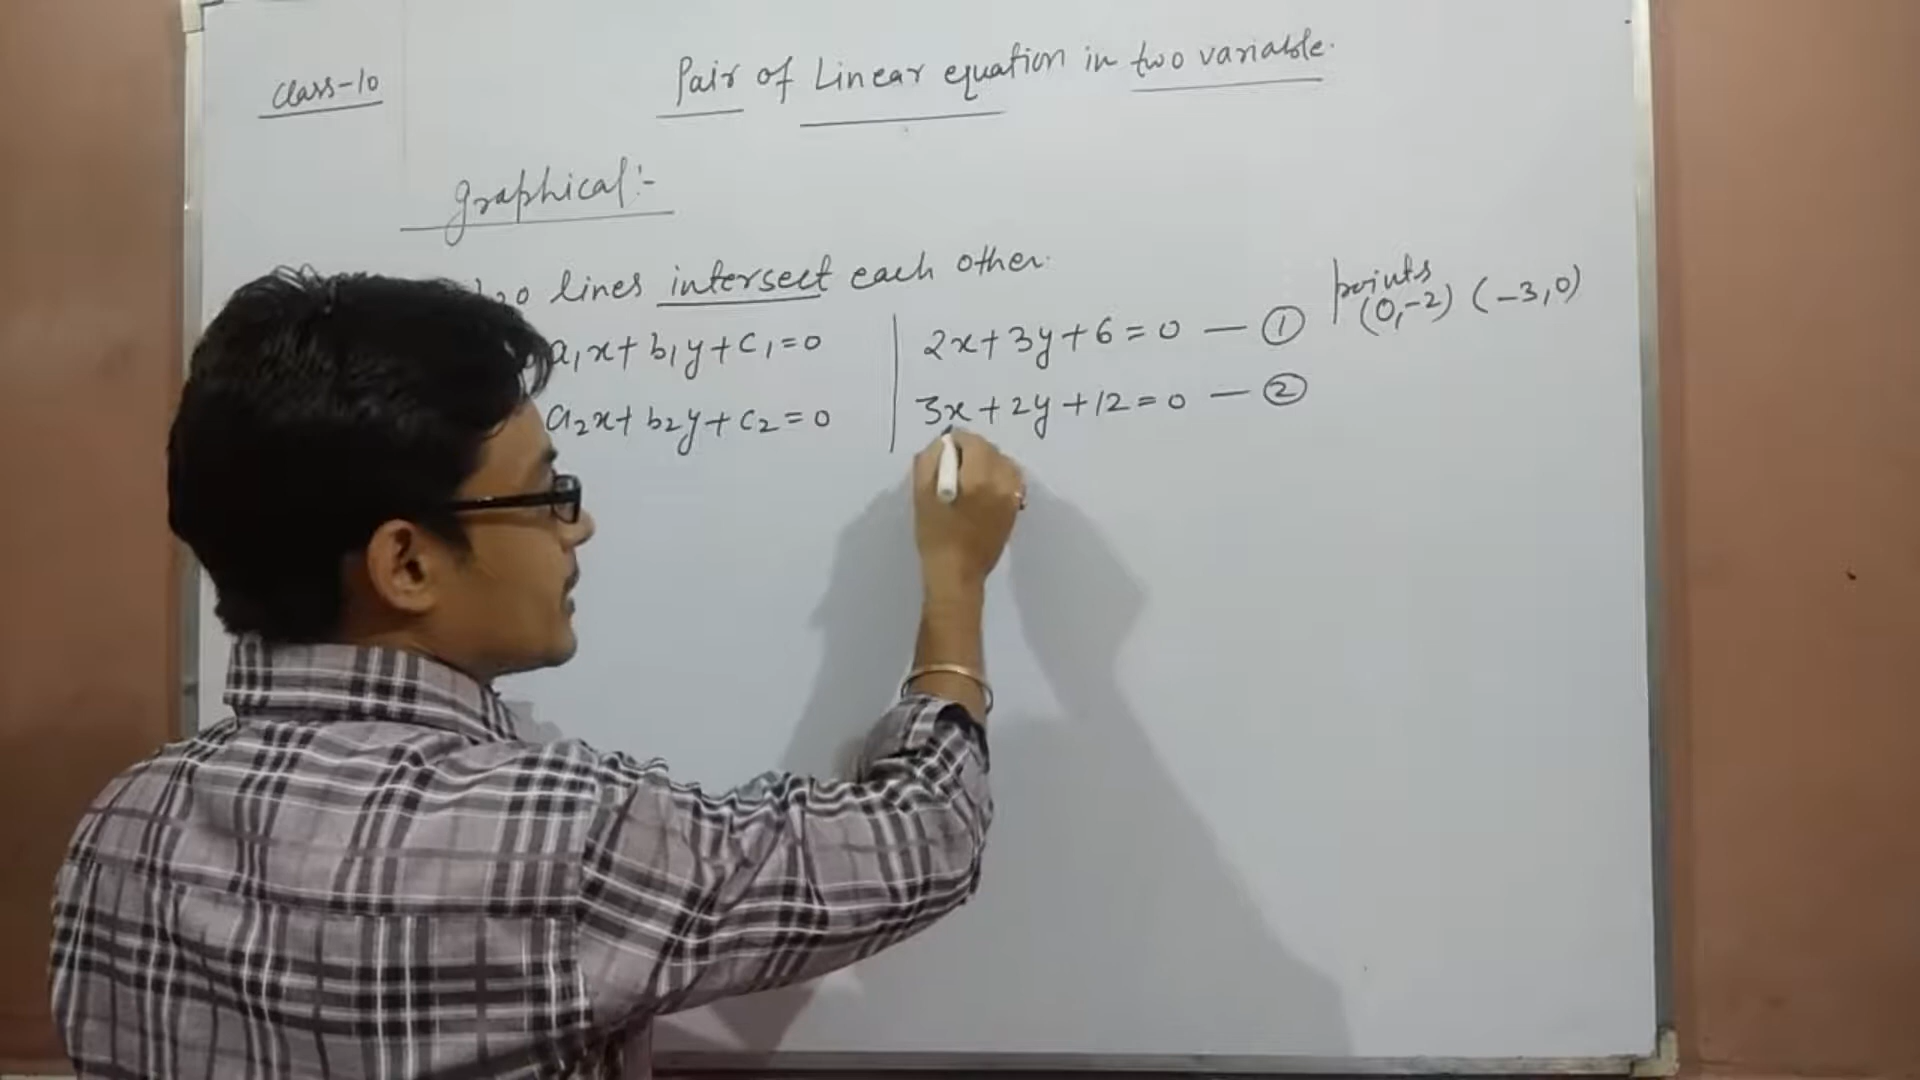 Class-10
Pair of Linear equation in two variable.
Graphical:-
lines intersect each other.
a₁x+b₁y+c₁=0
2x+3y+6=0 — ①
points
(0,-2) (-3,0)
a₂x+b₂y+c₂=0
3x+2y+12=0 — ②